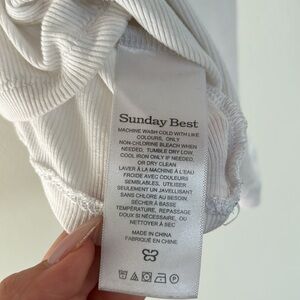 Sunday Best
MACHINE WASH COLD WITH LIKE
COLOURS, ONLY
NON-CHLORINE BLEACH WHEN
NEEDED, TUMBLE DRY LOW,
COOL IRON ONLY IF NEEDED,
OR DRY CLEAN
LAVER À LA MACHINE À L'EAU
FROIDE AVEC COULEURS
SEMBLABLES, UTILISER
SEULEMENT UN JAVELLISANT
SANS CHLORE AU BESOIN,
SÉCHER À BASSE
TEMPÉRATURE, REPASSAGE
DOUX SI NÉCESSAIRE, OU
NETTOYER À SEC
MADE IN CHINA
FABRIQUÉ EN CHINE
P